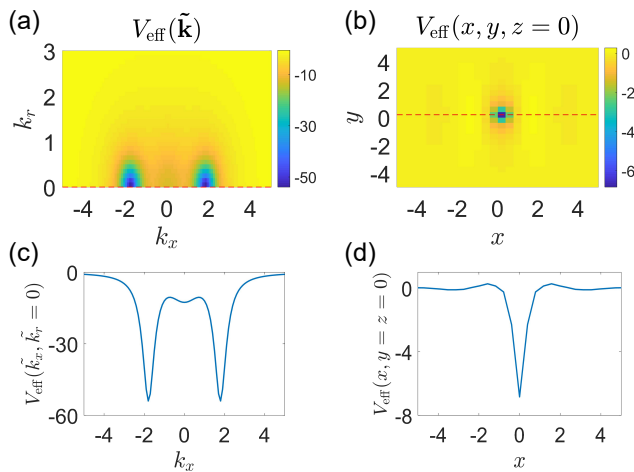 (a)
V_eff(k̃)
3
2
1
0
k_r
-4 -2 0 2 4
k_x
-10
-30
-50
(b)
V_eff(x, y, z = 0)
4
2
0
-2
-4
y
-4 -2 0 2 4
x
0
-2
-4
-6
(c)
0
-30
-60
V_eff(k̃_x, k̃_r = 0)
-4 -2 0 2 4
k_x
(d)
0
-4
-8
V_eff(x, y = z = 0)
-4 -2 0 2 4
x